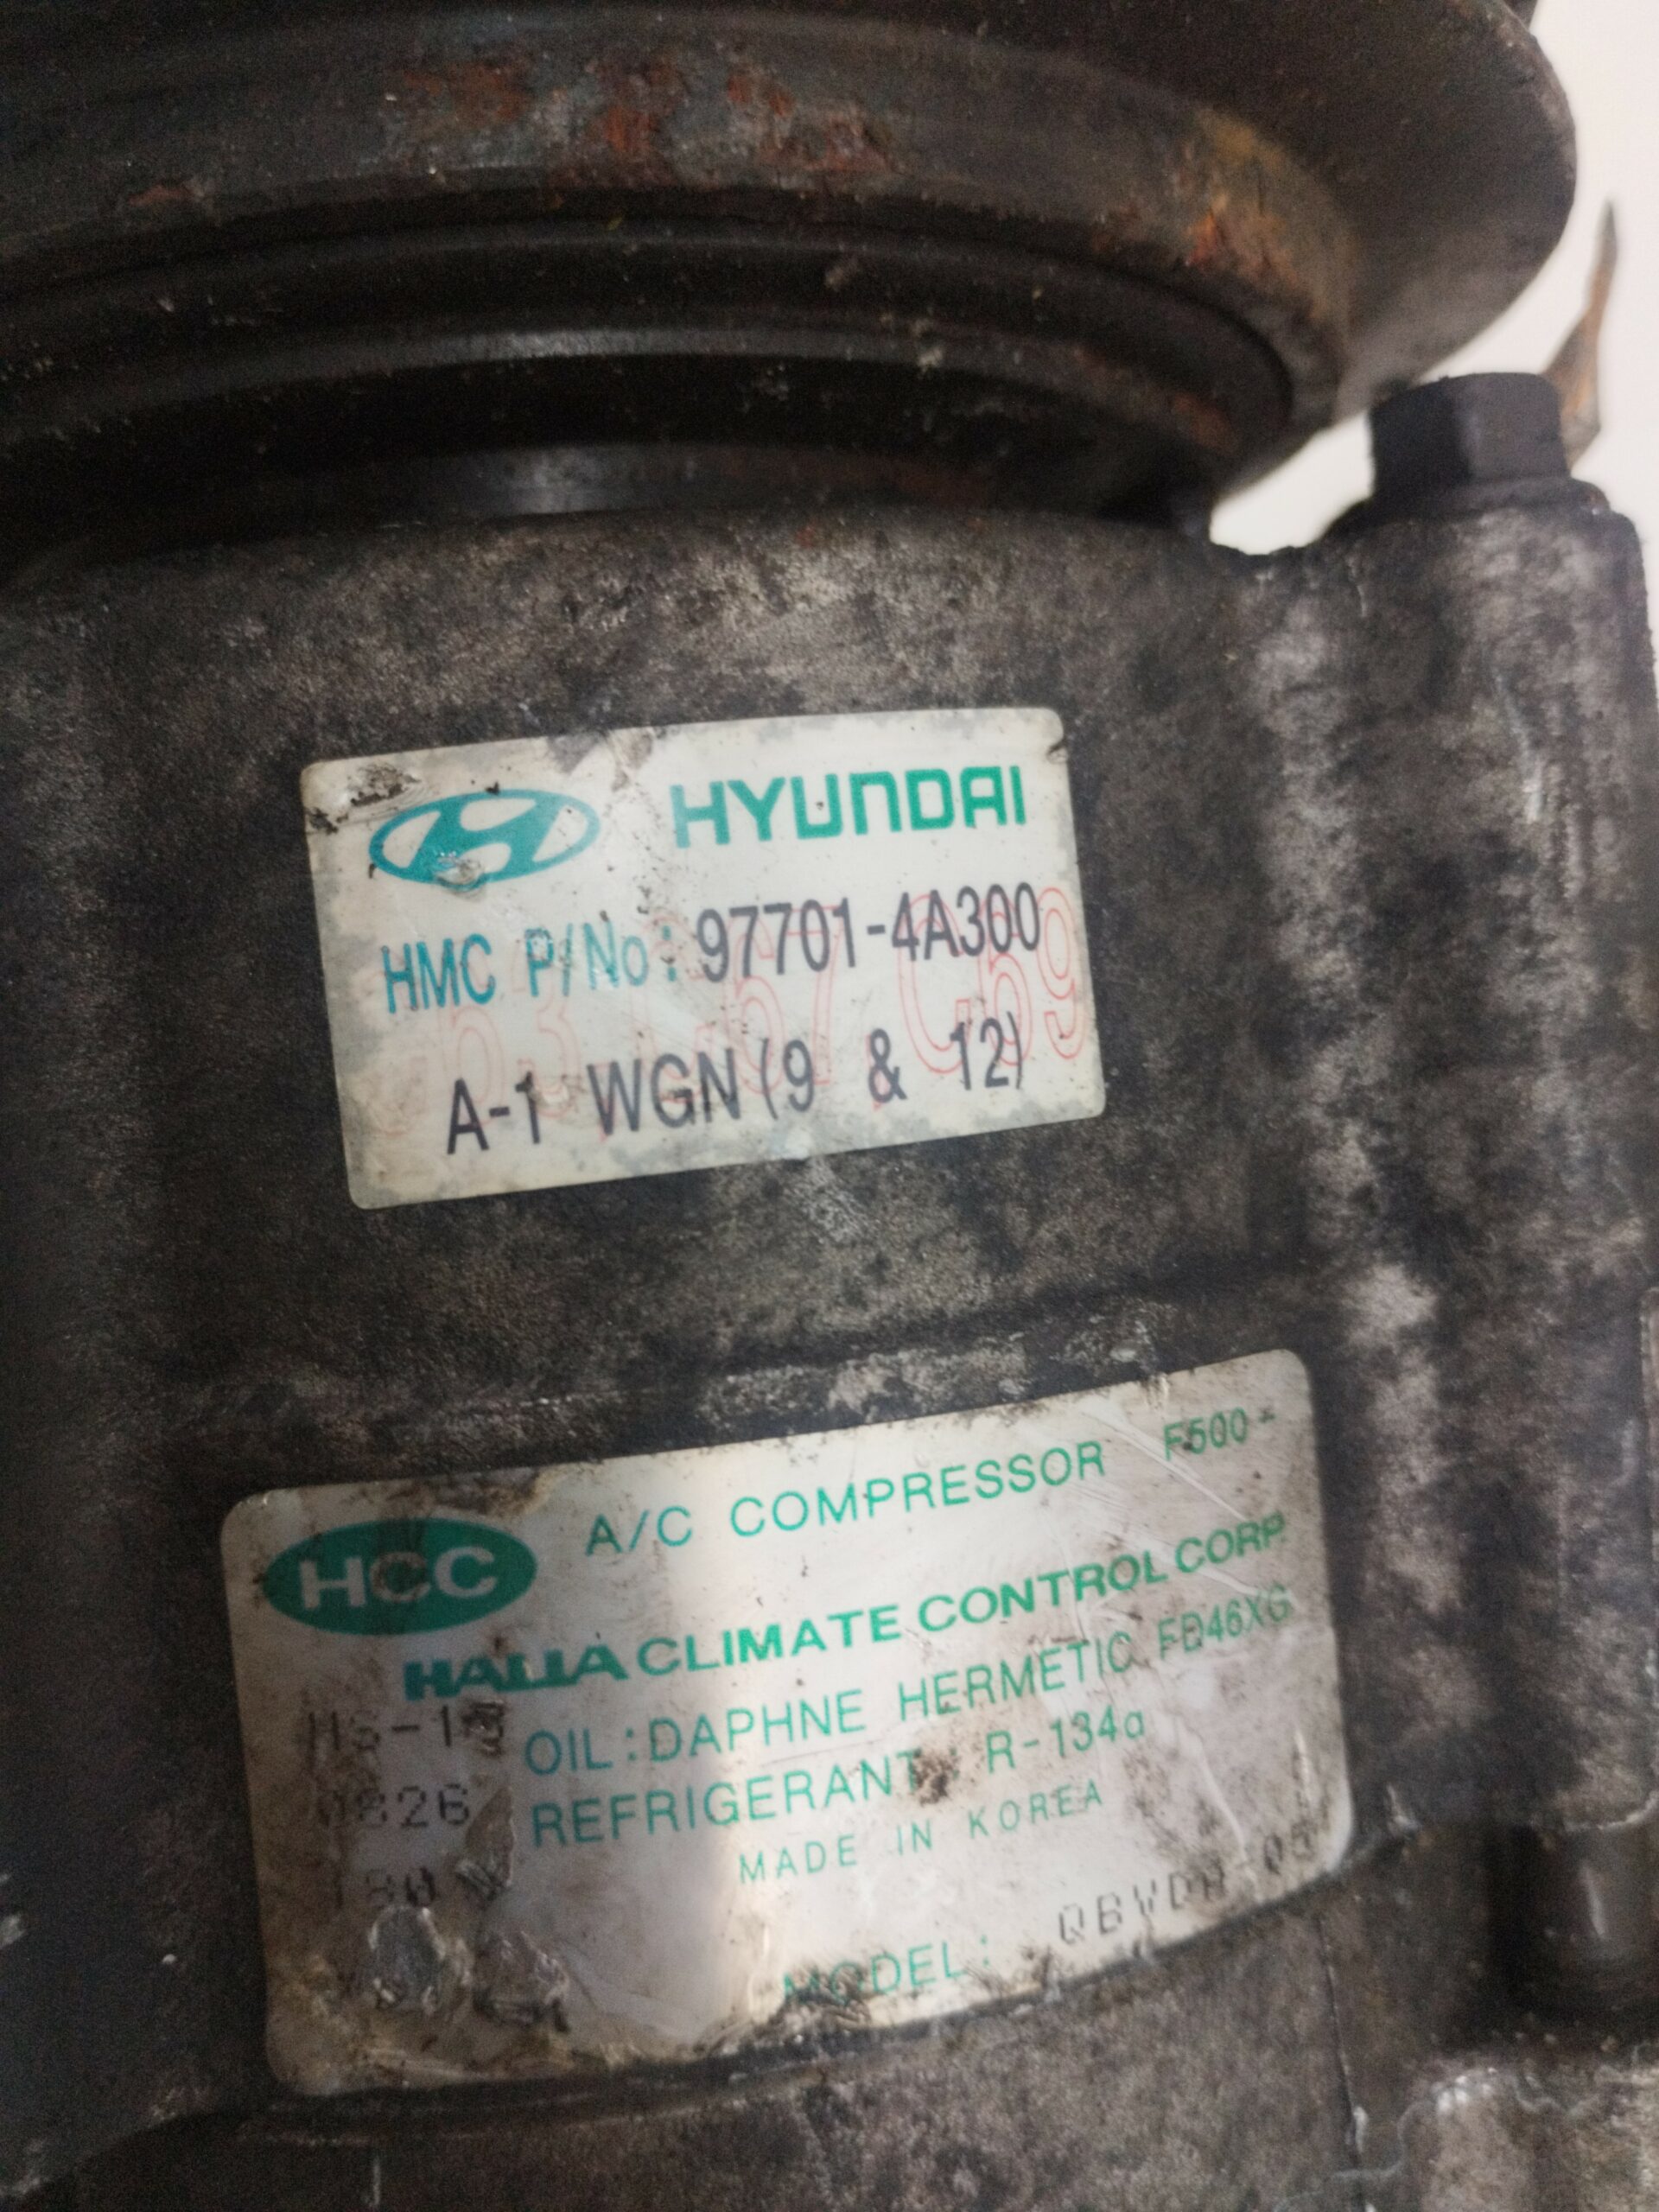 HYUNDAI
HMC P/No: 97701-4A300
A-1 WGN(9 & 12)
A/C COMPRESSOR F500-
HCC
HALLA CLIMATE CONTROL CORP.
OIL:DAPHNE HERMETIC FD46XG
REFRIGERANT: R-134a
MADE IN KOREA
MODEL: